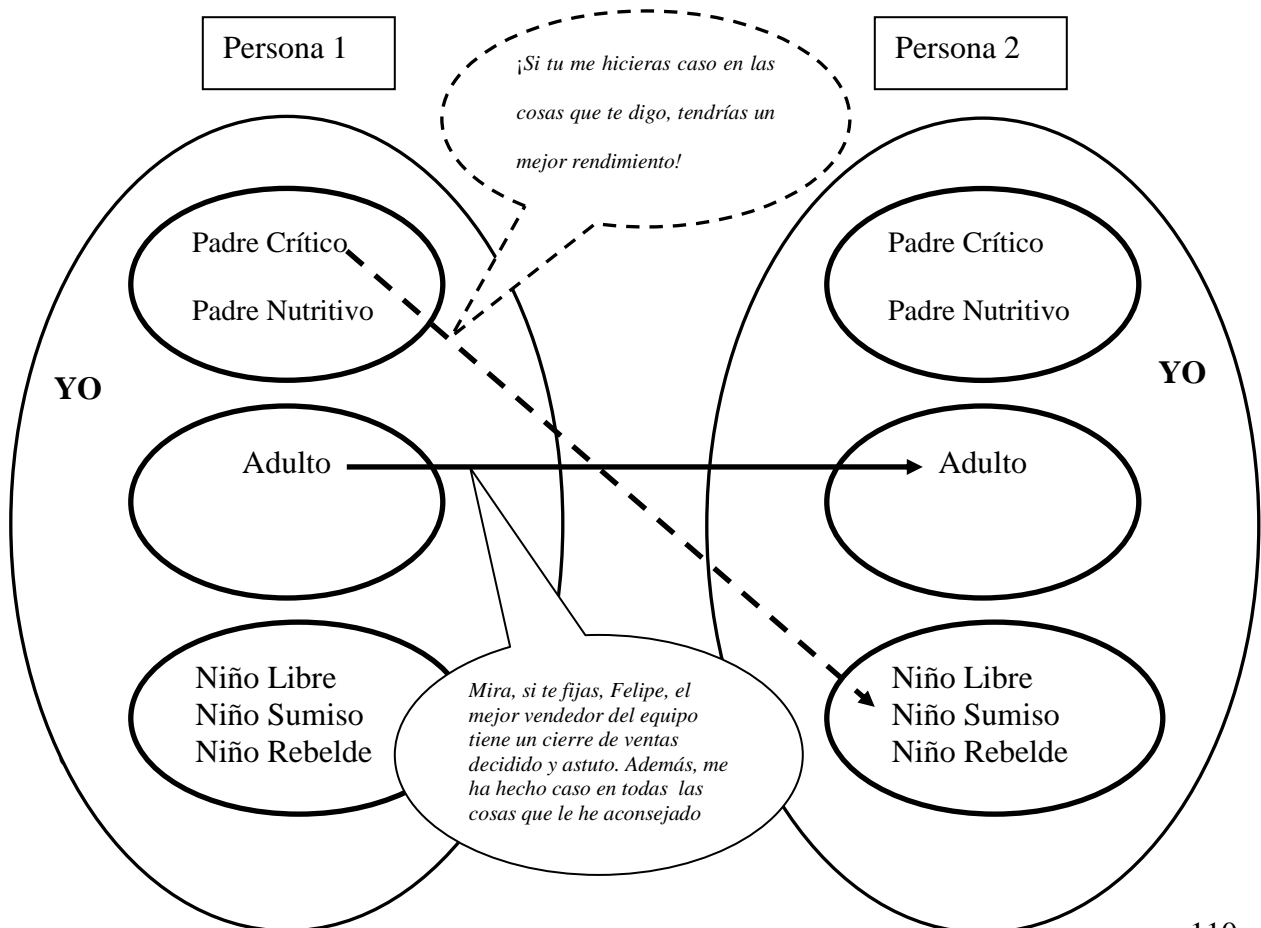 Persona 1
Persona 2
¡Si tu me hicieras caso en las
cosas que te digo, tendrías un
mejor rendimiento!
Padre Crítico
Padre Nutritivo
Padre Crítico
Padre Nutritivo
YO
YO
Adulto
Adulto
Niño Libre
Niño Sumiso
Niño Rebelde
Mira, si te fijas, Felipe, el
mejor vendedor del equipo
tiene un cierre de ventas
decidido y astuto. Además, me
ha hecho caso en todas las
cosas que le he aconsejado
Niño Libre
Niño Sumiso
Niño Rebelde